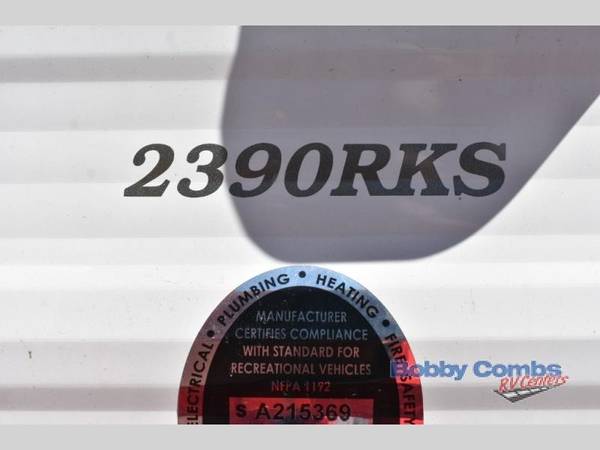 2390RKS
ELECTRICAL • PLUMBING • HEATING • FIRE SAFETY
MANUFACTURER
CERTIFIES COMPLIANCE
WITH STANDARD FOR
RECREATIONAL VEHICLES
NFPA 1192
S A215369
Bobby Combs
RV Centers